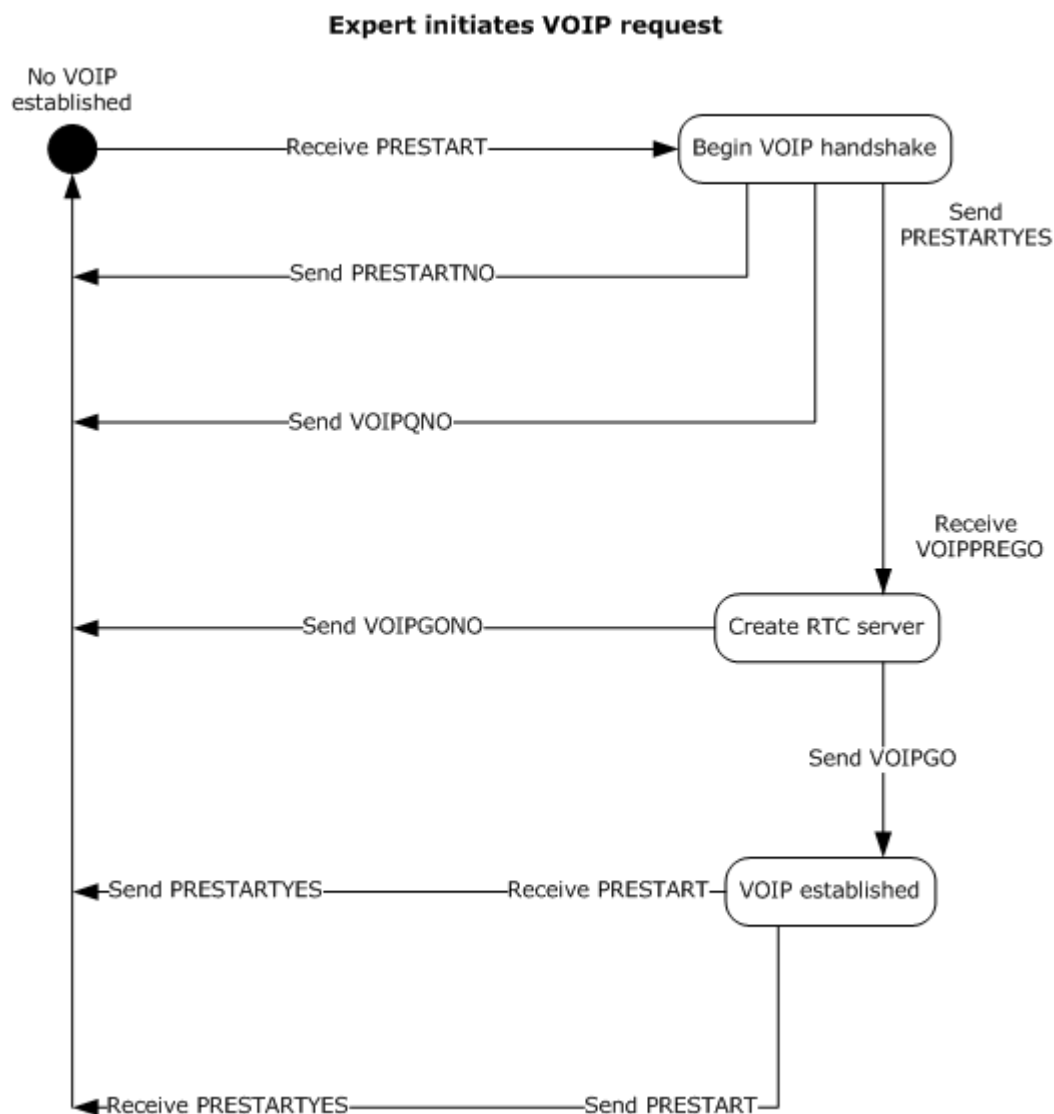 Expert initiates VOIP request
No VOIP
established
Receive PRESTART
Begin VOIP handshake
Send
PRESTARTYES
Send PRESTARTNO
Send VOIPQNO
Receive
VOIPPREGO
Send VOIPGONO
Create RTC server
Send VOIPGO
Send PRESTARTYES
Receive PRESTART
VOIP established
Receive PRESTARTYES
Send PRESTART